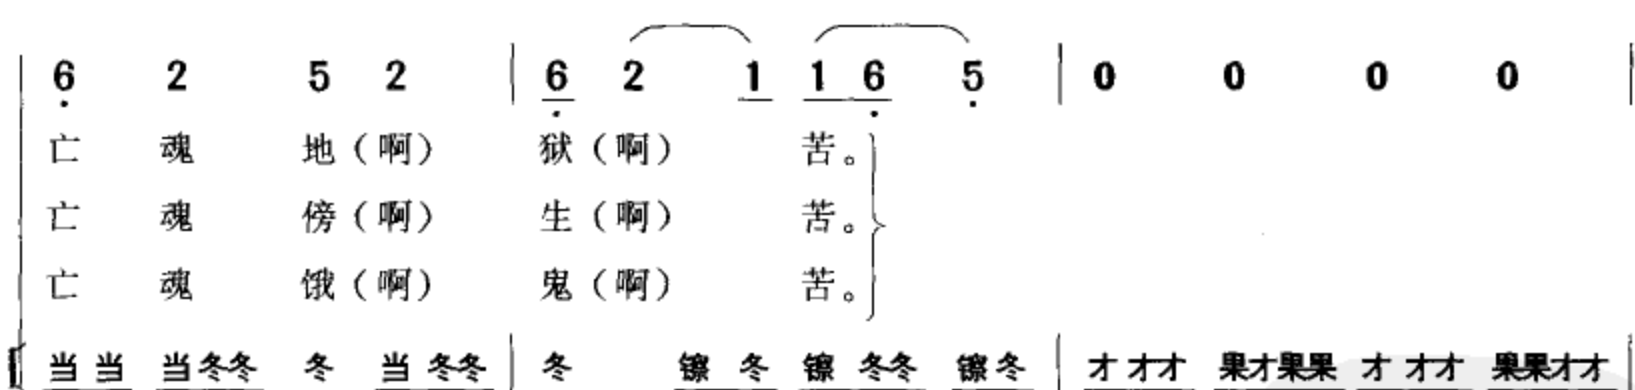 6 2 5 2 | 6 2 1 1 6 5 | 0 0 0 0
亡 魂 地（啊） 狱（啊） 苦。
亡 魂 傍（啊） 生（啊） 苦。
亡 魂 饿（啊） 鬼（啊） 苦。
当 当 当 冬冬 冬 当 冬冬 | 冬 镲 冬 镲 冬冬 镲 冬 | 才 才才 果才果果 才 才才 果果才才